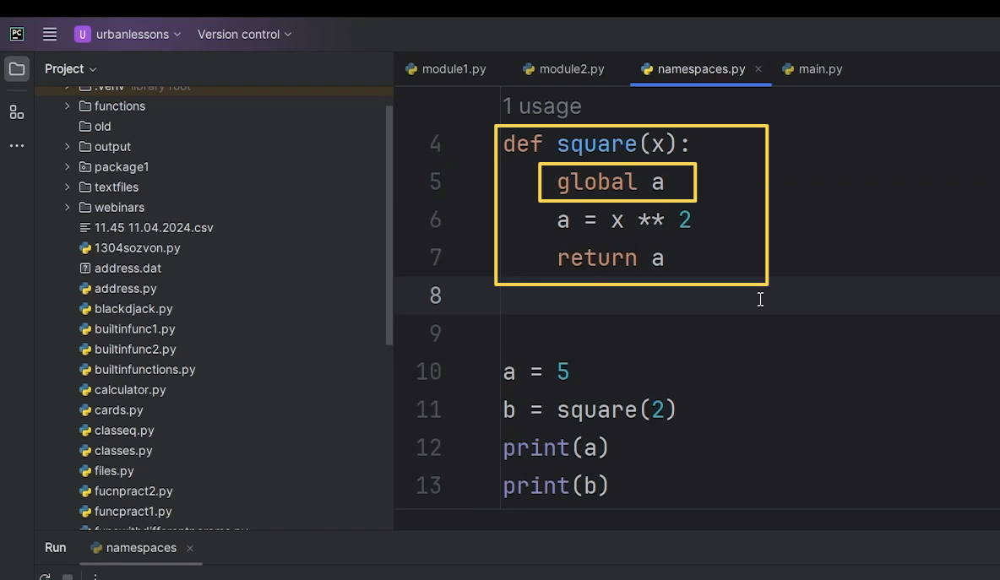 PC
U urbanlessons Version control
Project
module1.py module2.py namespaces.py × main.py
.venv library root
functions
old
output
package1
textfiles
webinars
11.45 11.04.2024.csv
1304sozvon.py
? address.dat
address.py
blackdjack.py
builtinfunc1.py
builtinfunc2.py
builtinfunctions.py
calculator.py
cards.py
classeq.py
classes.py
files.py
fucnpract2.py
funcpract1.py
1 usage
4 def square(x):
5 global a
6 a = x ** 2
7 return a
8
9
10 a = 5
11 b = square(2)
12 print(a)
13 print(b)
Run namespaces ×